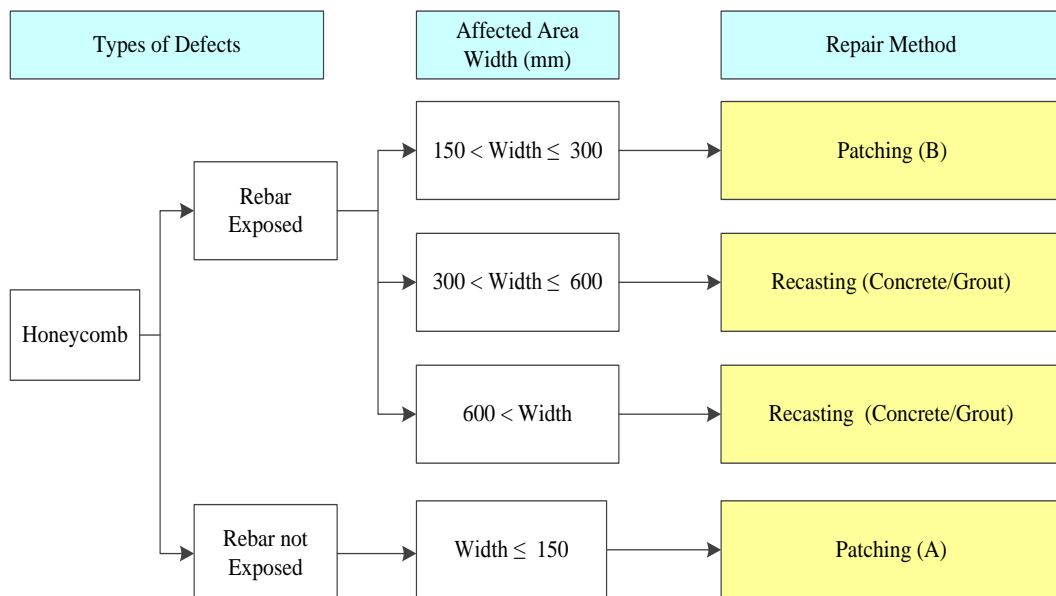 Types of Defects
Affected Area
Width (mm)
Repair Method
150 < Width ≤ 300
Patching (B)
Rebar
Exposed
300 < Width ≤ 600
Recasting (Concrete/Grout)
Honeycomb
600 < Width
Recasting (Concrete/Grout)
Rebar not
Exposed
Width ≤ 150
Patching (A)